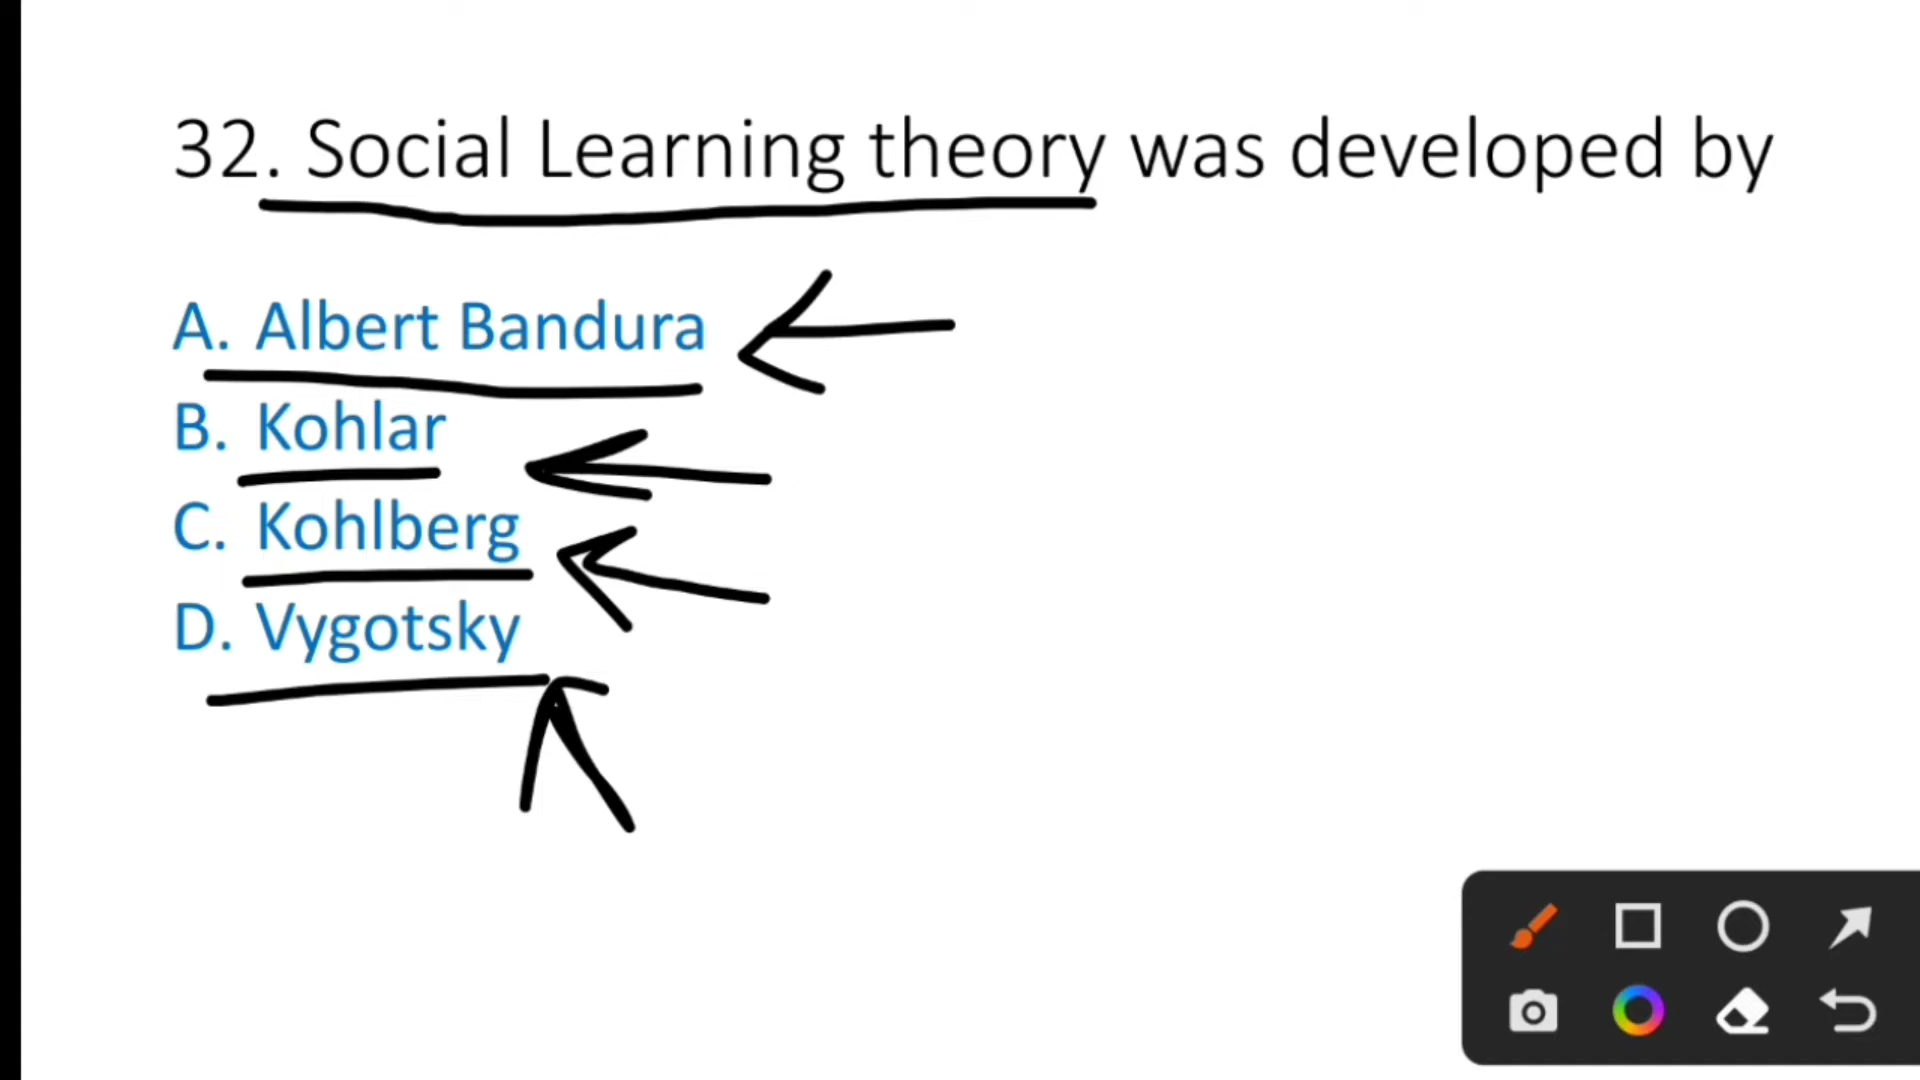 32. Social Learning theory was developed by
A. Albert Bandura
B. Kohlar
C. Kohlberg
D. Vygotsky